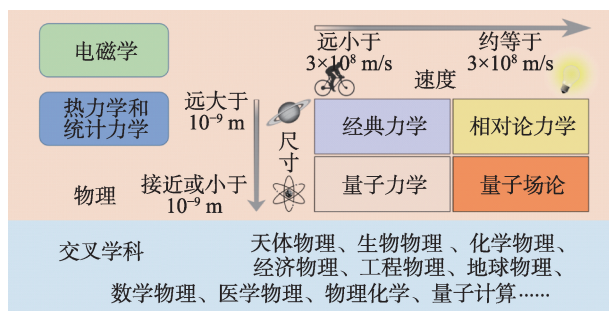 电磁学
热力学和
统计力学
物理
远小于
3×10⁸ m/s
约等于
3×10⁸ m/s
速度
远大于
10⁻⁹ m
尺寸
接近或小于
10⁻⁹ m
经典力学
相对论力学
量子力学
量子场论
交叉学科
天体物理、生物物理 、化学物理、
经济物理、工程物理、地球物理、
数学物理、医学物理、物理化学、量子计算……